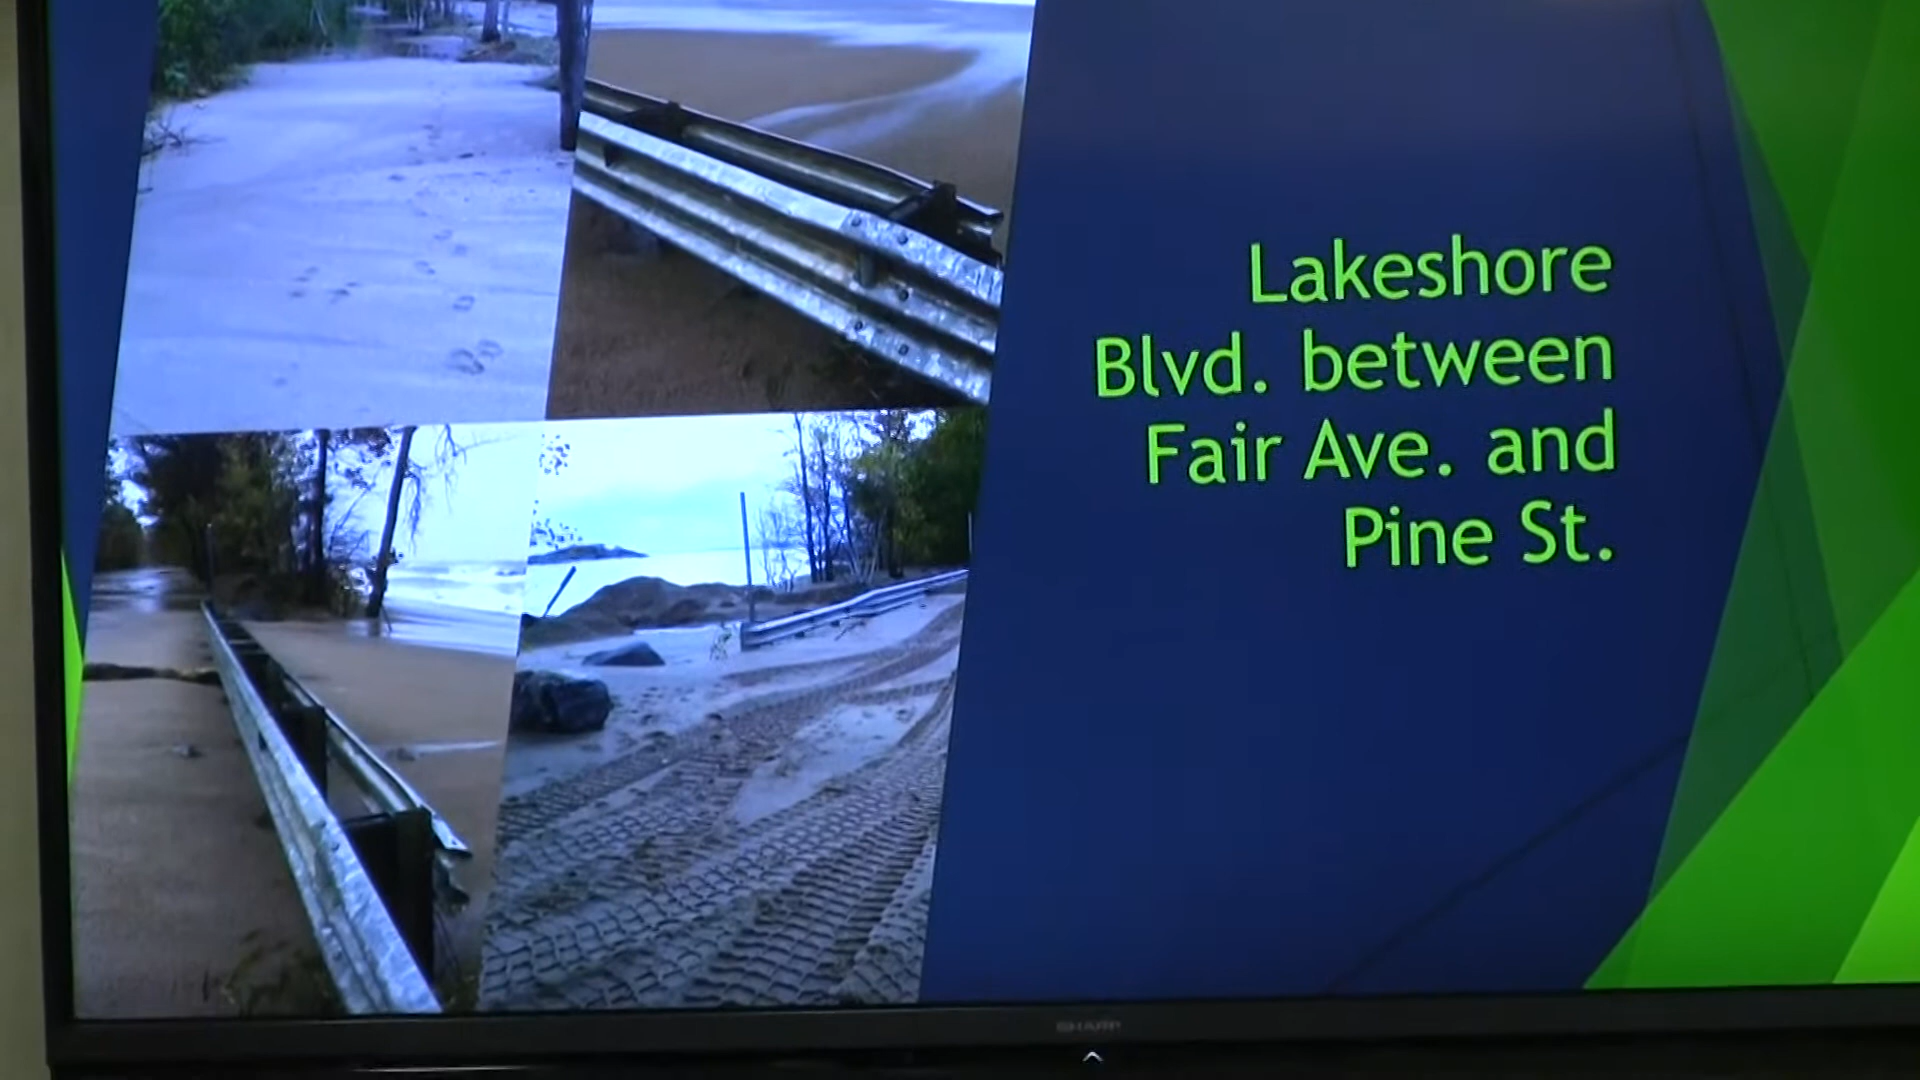 Lakeshore
Blvd. between
Fair Ave. and
Pine St.
SHARP